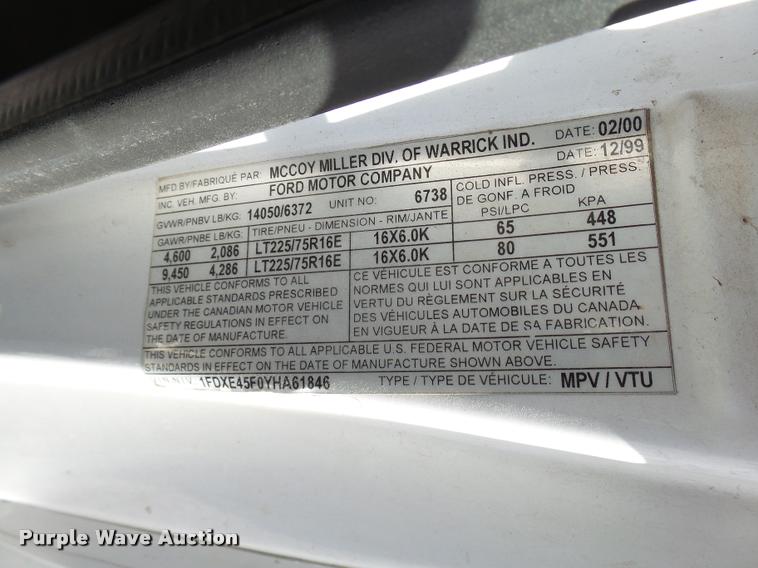 MFD.BY/FABRIQUÉ PAR: MCCOY MILLER DIV. OF WARRICK IND. DATE: 02/00
INC. VEH. MFG. BY: FORD MOTOR COMPANY DATE: 12/99
GVWR/PNBV LB/KG: 14050/6372 UNIT NO: 6738
COLD INFL. PRESS. / PRESS.
DE GONF. A FROID
GAWR/PNBE LB/KG: TIRE/PNEU - DIMENSION - RIM/JANTE PSI/LPC KPA
4,600 2,086 LT225/75R16E 16X6.0K 65 448
9,450 4,286 LT225/75R16E 16X6.0K 80 551
THIS VEHICLE CONFORMS TO ALL
APPLICABLE STANDARDS PRESCRIBED
UNDER THE CANADIAN MOTOR VEHICLE
SAFETY REGULATIONS IN EFFECT ON
THE DATE OF MANUFACTURE.
CE VÉHICULE EST CONFORME A TOUTES LES
NORMES QUI LUI SONT APPLICABLES EN
VERTU DU RÈGLEMENT SUR LA SÉCURITÉ
DES VÉHICULES AUTOMOBILES DU CANADA
EN VIGUEUR À LA DATE DE SA FABRICATION.
THIS VEHICLE CONFORMS TO ALL APPLICABLE U.S. FEDERAL MOTOR VEHICLE SAFETY
STANDARDS IN EFFECT ON THE DATE OF MANUFACTURE SHOWN ABOVE.
1FDXE45F0YHA61846 TYPE / TYPE DE VÉHICULE: MPV / VTU
Purple Wave Auction